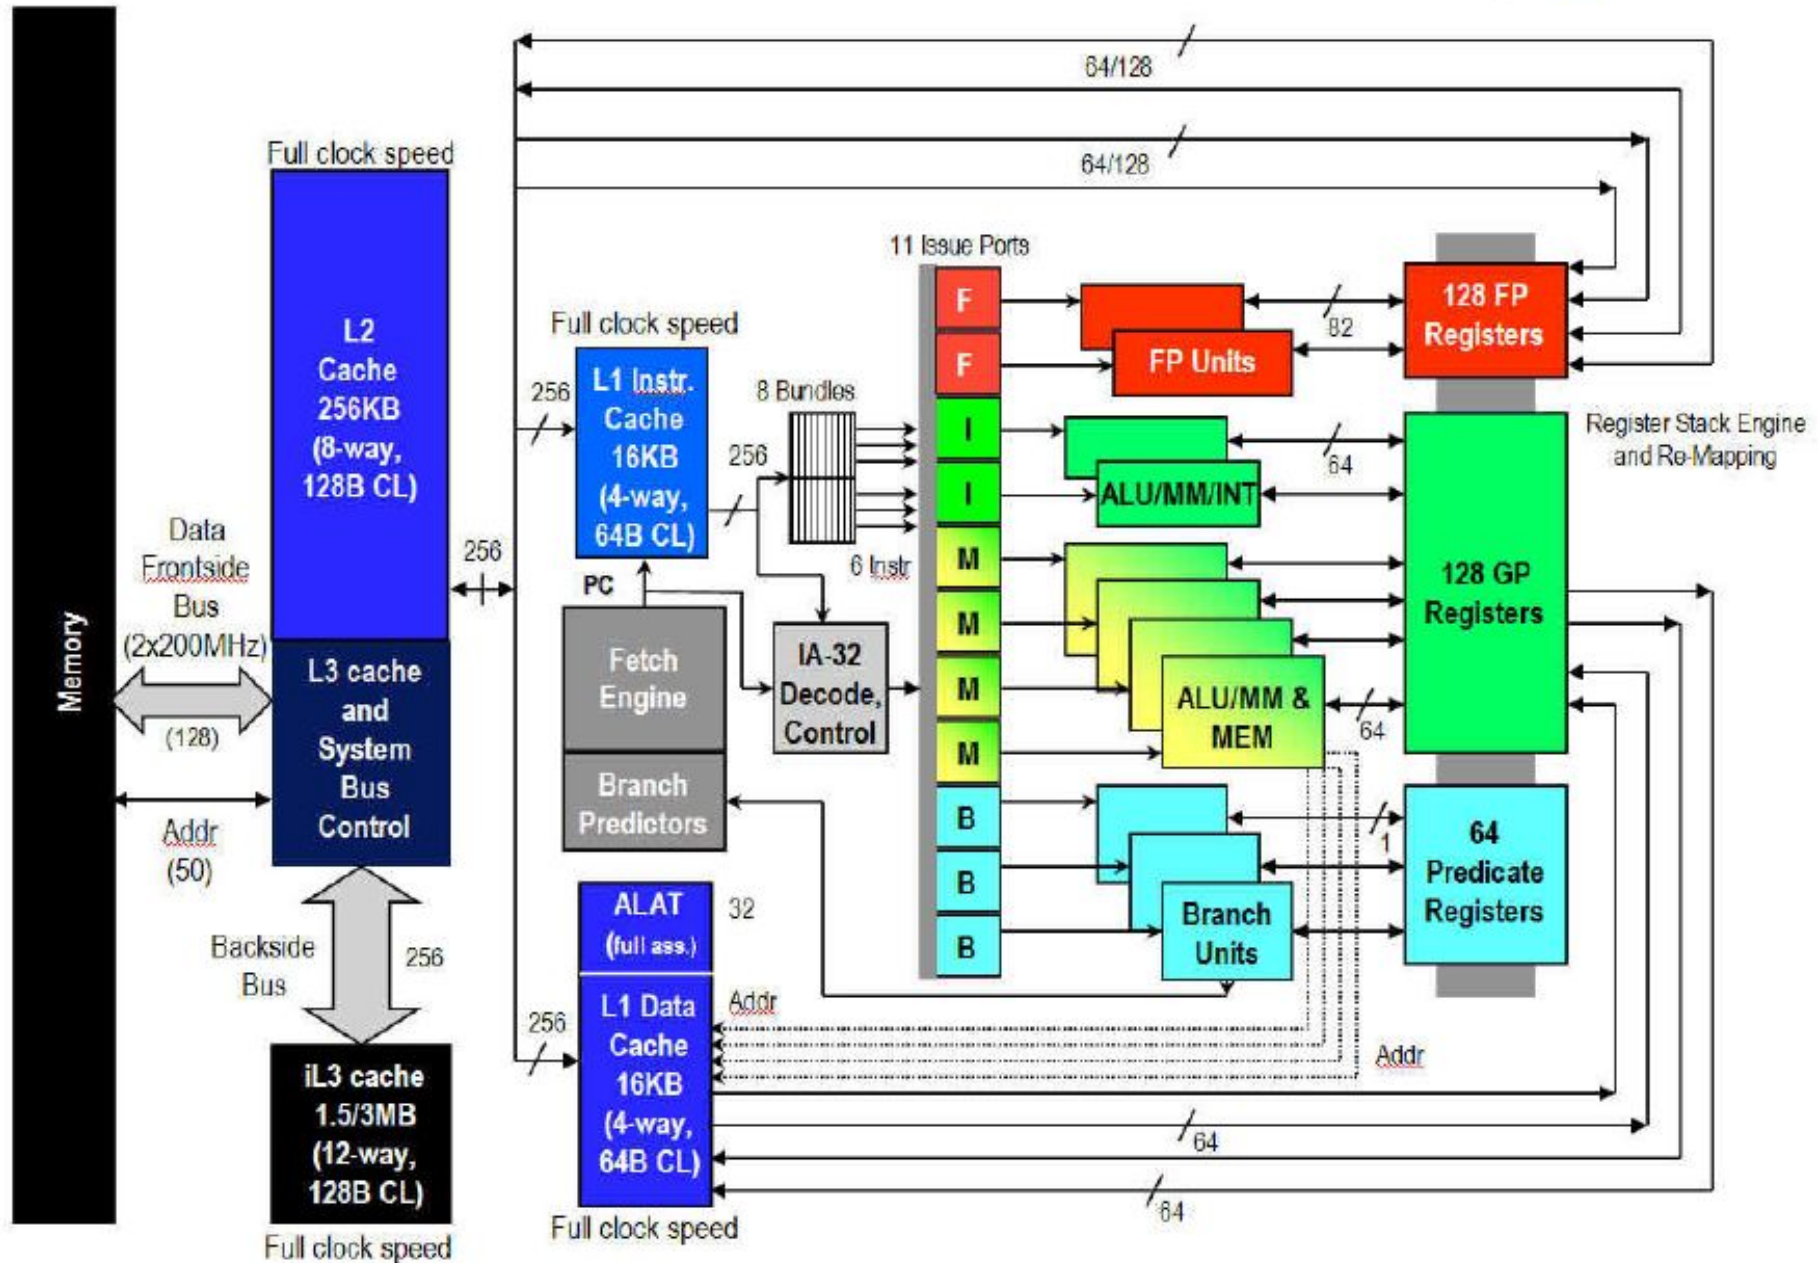 64/128
64/128
Full clock speed
L2
Cache
256KB
(8-way,
128B CL)
Data
Frontside
Bus
(2x200MHz)
(128)
Memory
L3 cache
and
System
Bus
Control
Addr
(50)
Backside
Bus
256
iL3 cache
1.5/3MB
(12-way,
128B CL)
Full clock speed
256
Full clock speed
256
L1 Instr.
Cache
16KB
(4-way,
64B CL)
256
8 Bundles
6 Instr
PC
Fetch
Engine
Branch
Predictors
IA-32
Decode,
Control
ALAT
(full ass.)
32
256
L1 Data
Cache
16KB
(4-way,
64B CL)
Full clock speed
Addr
Addr
64
64
11 Issue Ports
F
F
I
I
M
M
M
M
B
B
B
FP Units
82
ALU/MM/INT
64
ALU/MM &
MEM
64
Branch
Units
1
128 FP
Registers
Register Stack Engine
and Re-Mapping
128 GP
Registers
64
Predicate
Registers